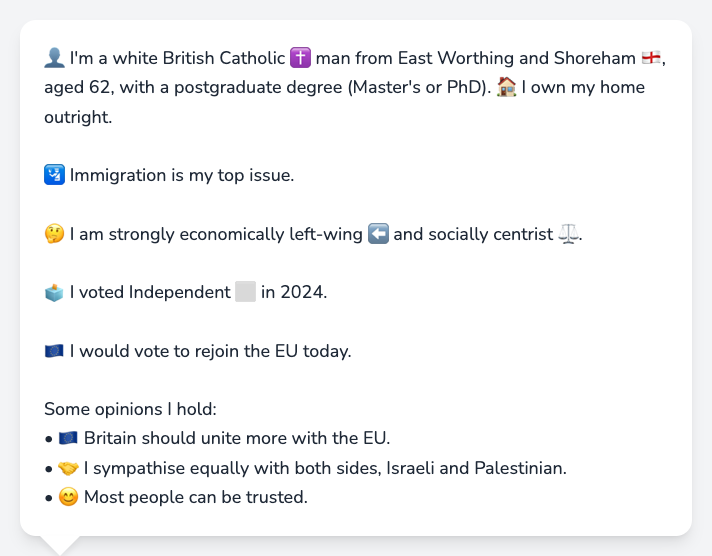 👤 I'm a white British Catholic ✝️ man from East Worthing and Shoreham 🏴󠁧󠁢󠁥󠁮󠁧󠁿,
aged 62, with a postgraduate degree (Master's or PhD). 🏠 I own my home
outright.
🛂 Immigration is my top issue.
🤔 I am strongly economically left-wing ⬅️ and socially centrist ⚖️.
🗳️ I voted Independent ⬜ in 2024.
🇪🇺 I would vote to rejoin the EU today.
Some opinions I hold:
• 🇪🇺 Britain should unite more with the EU.
• 🤝 I sympathise equally with both sides, Israeli and Palestinian.
• 😊 Most people can be trusted.